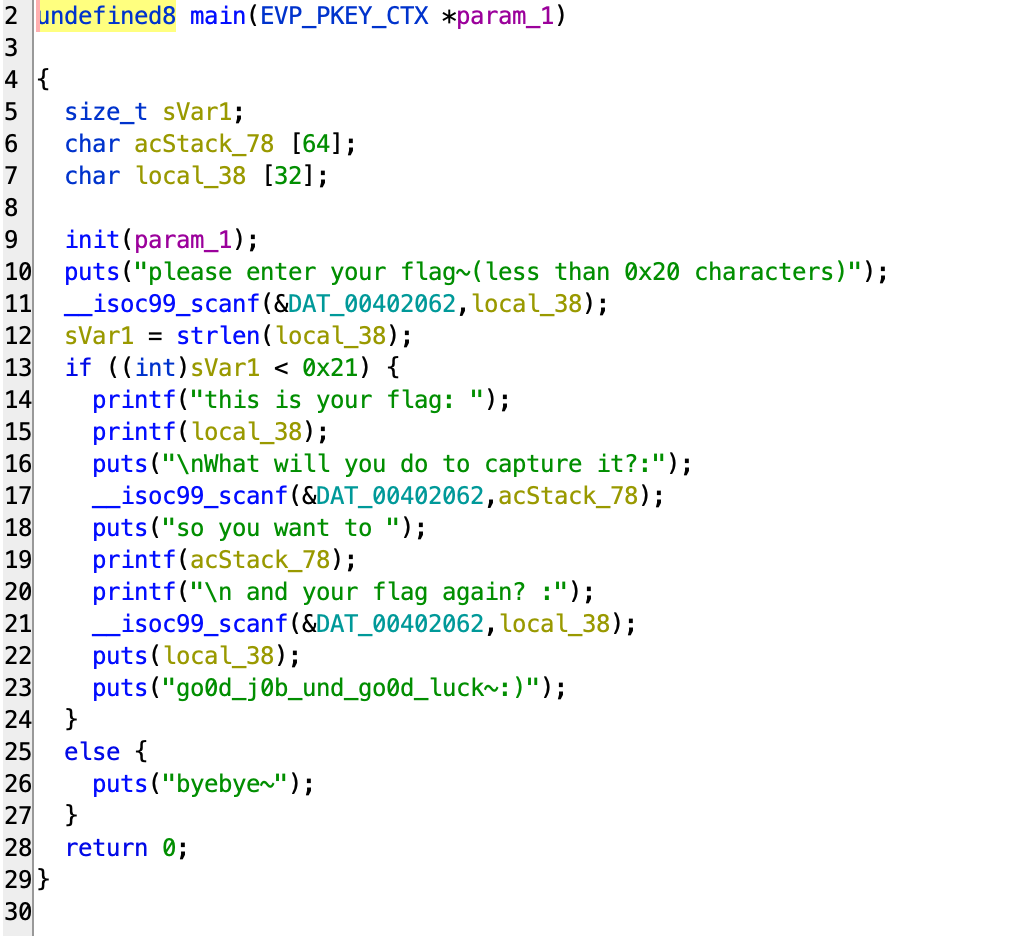 2 undefined8 main(EVP_PKEY_CTX *param_1)
3
4 {
5   size_t sVar1;
6   char acStack_78 [64];
7   char local_38 [32];
8
9   init(param_1);
10   puts("please enter your flag~(less than 0x20 characters)");
11   __isoc99_scanf(&DAT_00402062,local_38);
12   sVar1 = strlen(local_38);
13   if ((int)sVar1 < 0x21) {
14     printf("this is your flag: ");
15     printf(local_38);
16     puts("\nWhat will you do to capture it?:");
17     __isoc99_scanf(&DAT_00402062,acStack_78);
18     puts("so you want to ");
19     printf(acStack_78);
20     printf("\n and your flag again? :");
21     __isoc99_scanf(&DAT_00402062,local_38);
22     puts(local_38);
23     puts("go0d_j0b_und_go0d_luck~:)");
24   }
25   else {
26     puts("byebye~");
27   }
28   return 0;
29 }
30